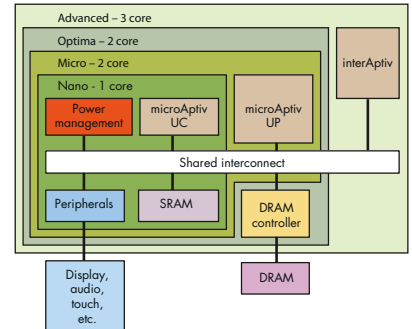 Advanced – 3 core
Optima – 2 core
Micro – 2 core
Nano - 1 core
Power
management
microAptiv
UC
microAptiv
UP
interAptiv
Shared interconnect
Peripherals
SRAM
DRAM
controller
Display,
audio,
touch,
etc.
DRAM